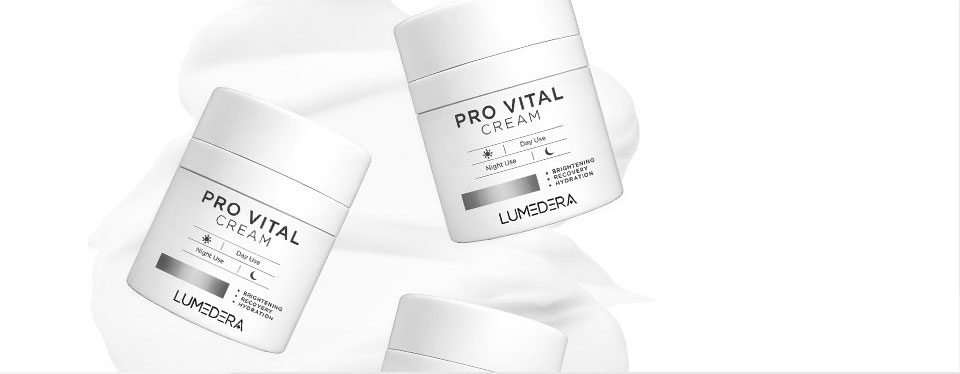 PRO VITAL
CREAM
Day Use
Night Use
• BRIGHTENING
• RECOVERY
• HYDRATION
LUMEDERA
PRO VITAL
CREAM
Day Use
Night Use
• BRIGHTENING
• RECOVERY
• HYDRATION
LUMEDERA